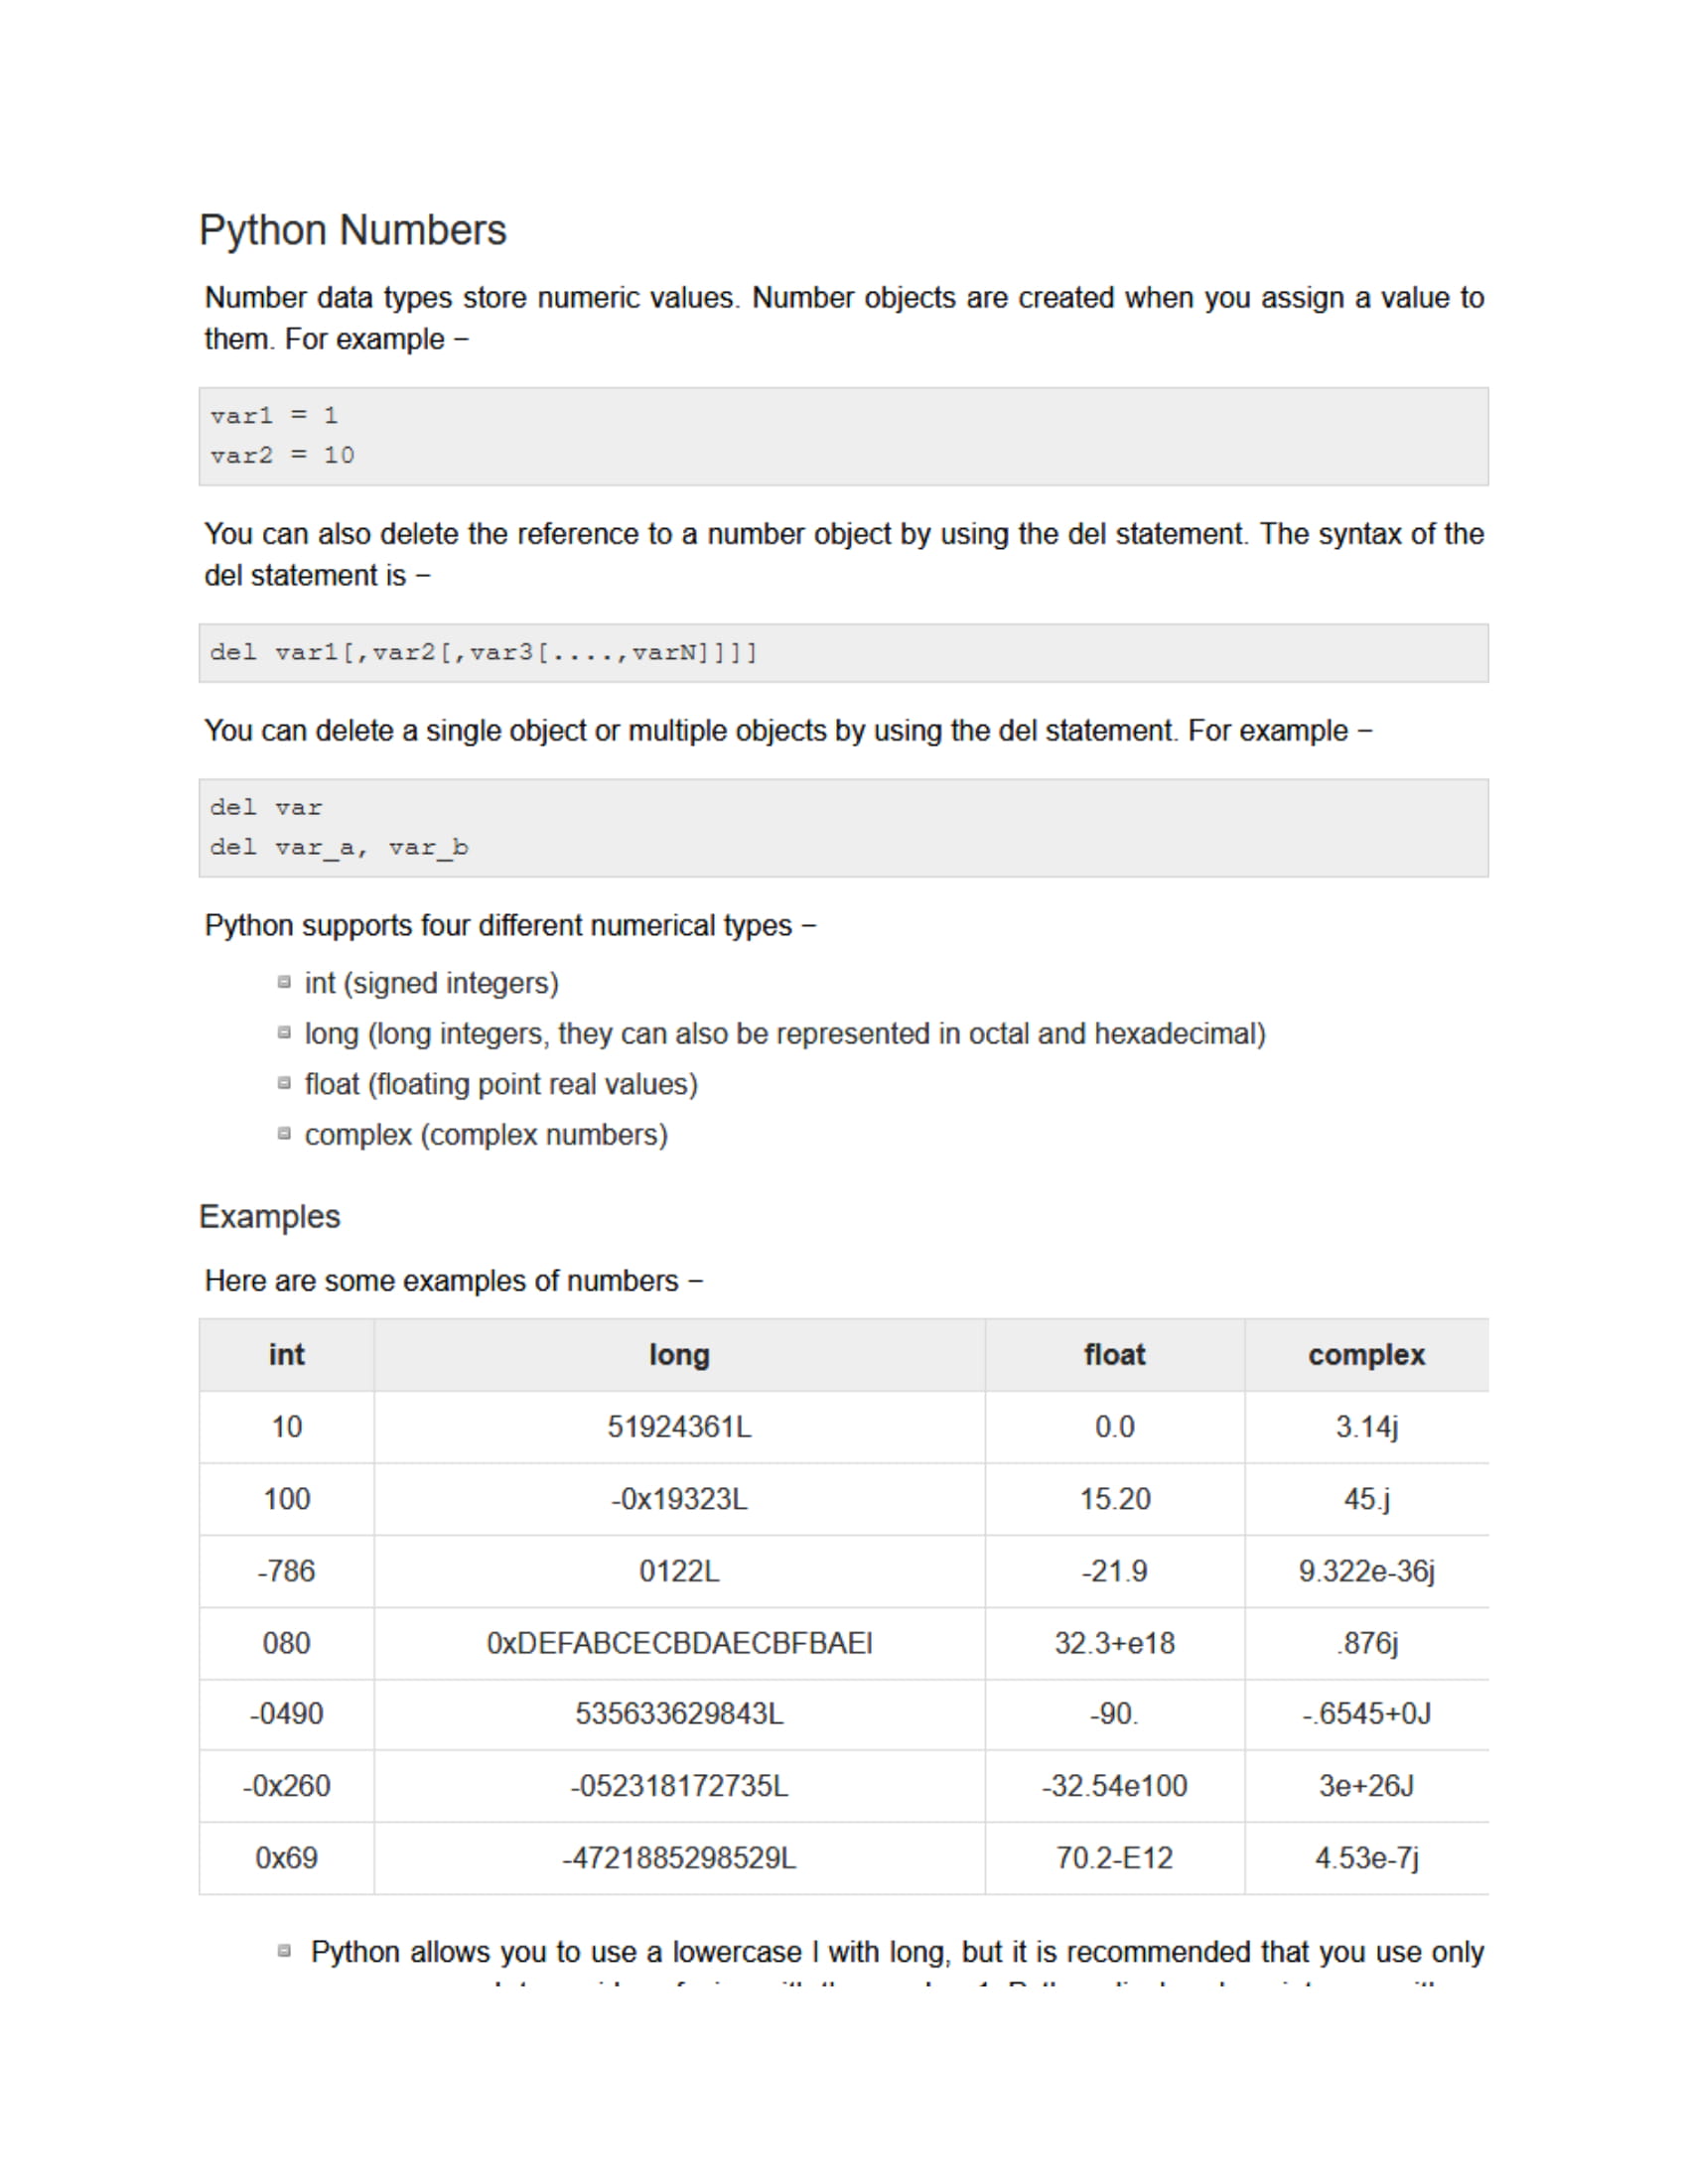 Python Numbers
Number data types store numeric values. Number objects are created when you assign a value to
them. For example −
var1 = 1
var2 = 10
You can also delete the reference to a number object by using the del statement. The syntax of the
del statement is −
del var1[,var2[,var3[....,varN]]]]
You can delete a single object or multiple objects by using the del statement. For example −
del var
del var_a, var_b
Python supports four different numerical types −
int (signed integers)
long (long integers, they can also be represented in octal and hexadecimal)
float (floating point real values)
complex (complex numbers)
Examples
Here are some examples of numbers −
int long float complex
10 51924361L 0.0 3.14j
100 -0x19323L 15.20 45.j
-786 0122L -21.9 9.322e-36j
080 0xDEFABCECBDAECBFBAEl 32.3+e18 .876j
-0490 535633629843L -90. -.6545+0J
-0x260 -052318172735L -32.54e100 3e+26J
0x69 -4721885298529L 70.2-E12 4.53e-7j
Python allows you to use a lowercase l with long, but it is recommended that you use only